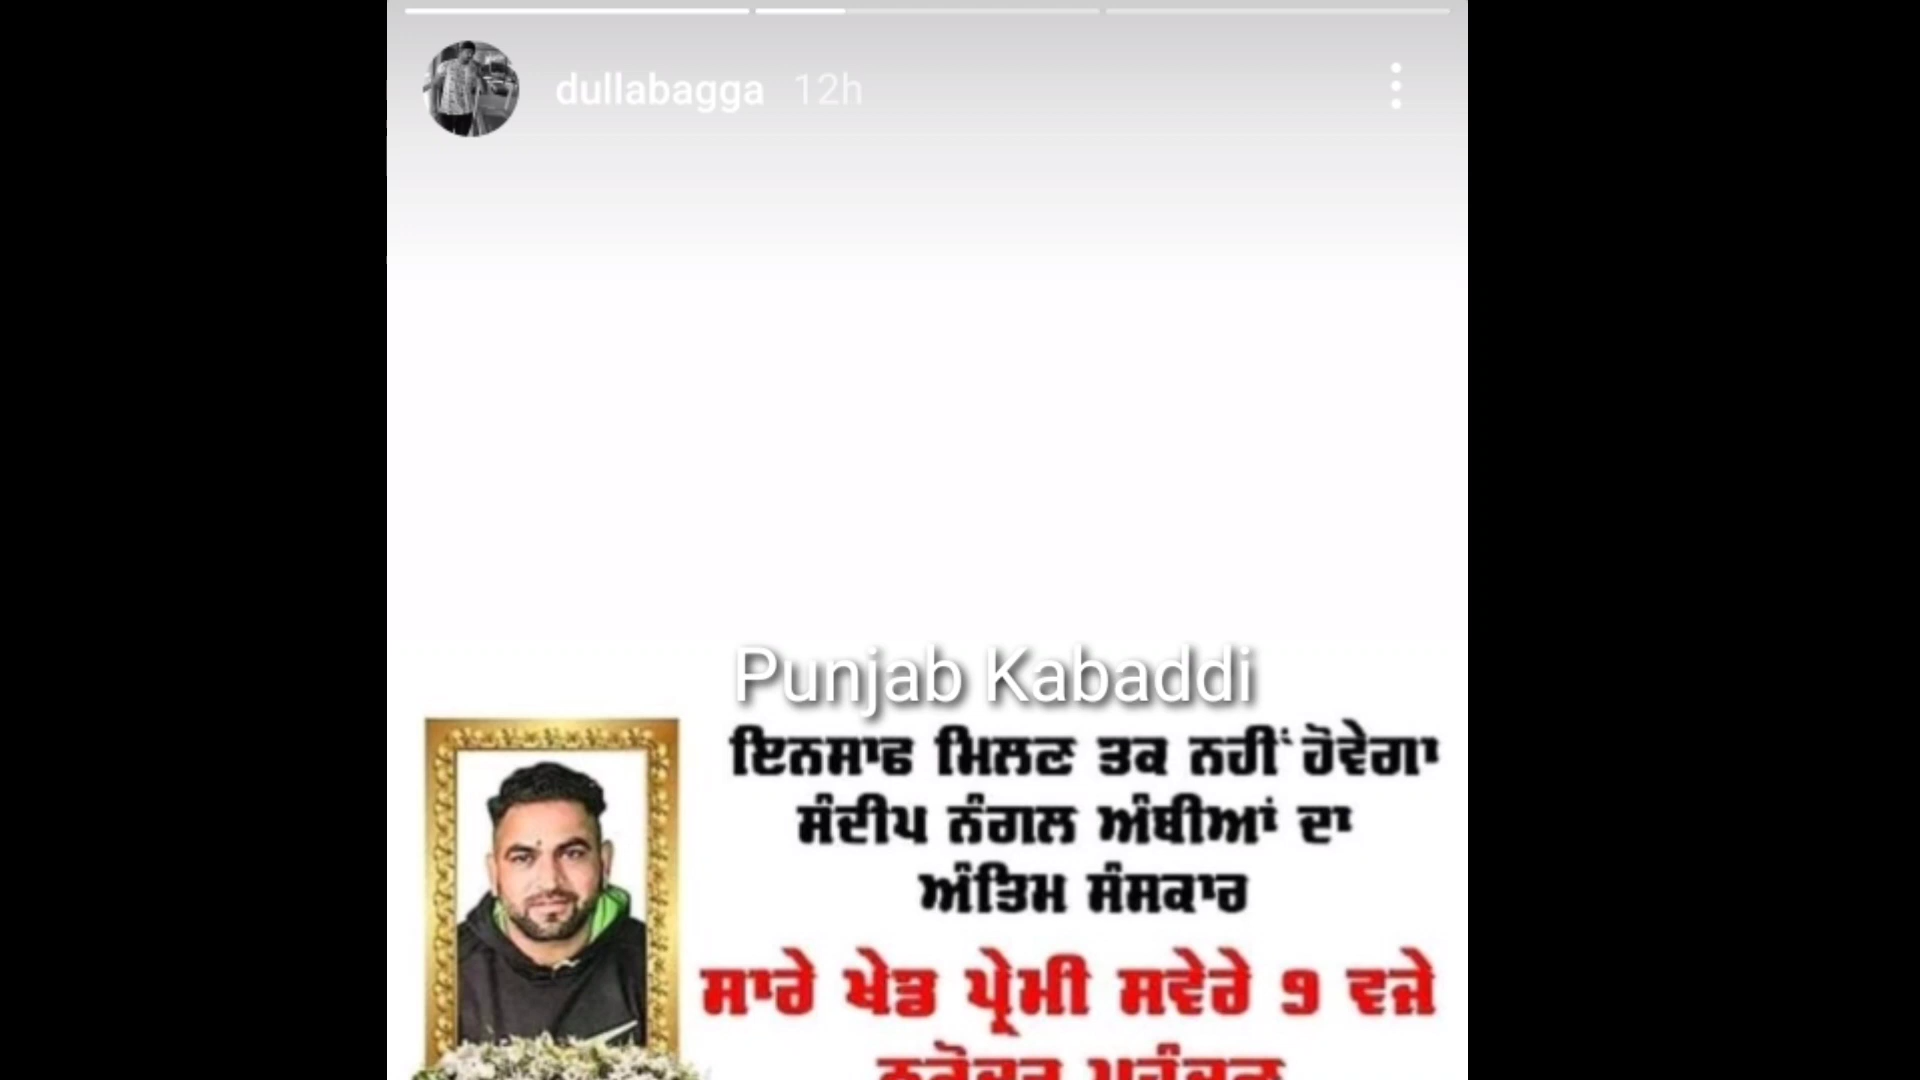 dullabagga 12h
Punjab Kabaddi
ਇਨਸਾਫ ਮਿਲਣ ਤਕ ਨਹੀਂ ਹੋਵੇਗਾ
ਸੰਦੀਪ ਨੰਗਲ ਅੰਬੀਆਂ ਦਾ
ਅੰਤਿਮ ਸੰਸਕਾਰ
ਸਾਰੇ ਖੇਡ ਪ੍ਰੇਮੀ ਸਵੇਰੇ 9 ਵਜੇ